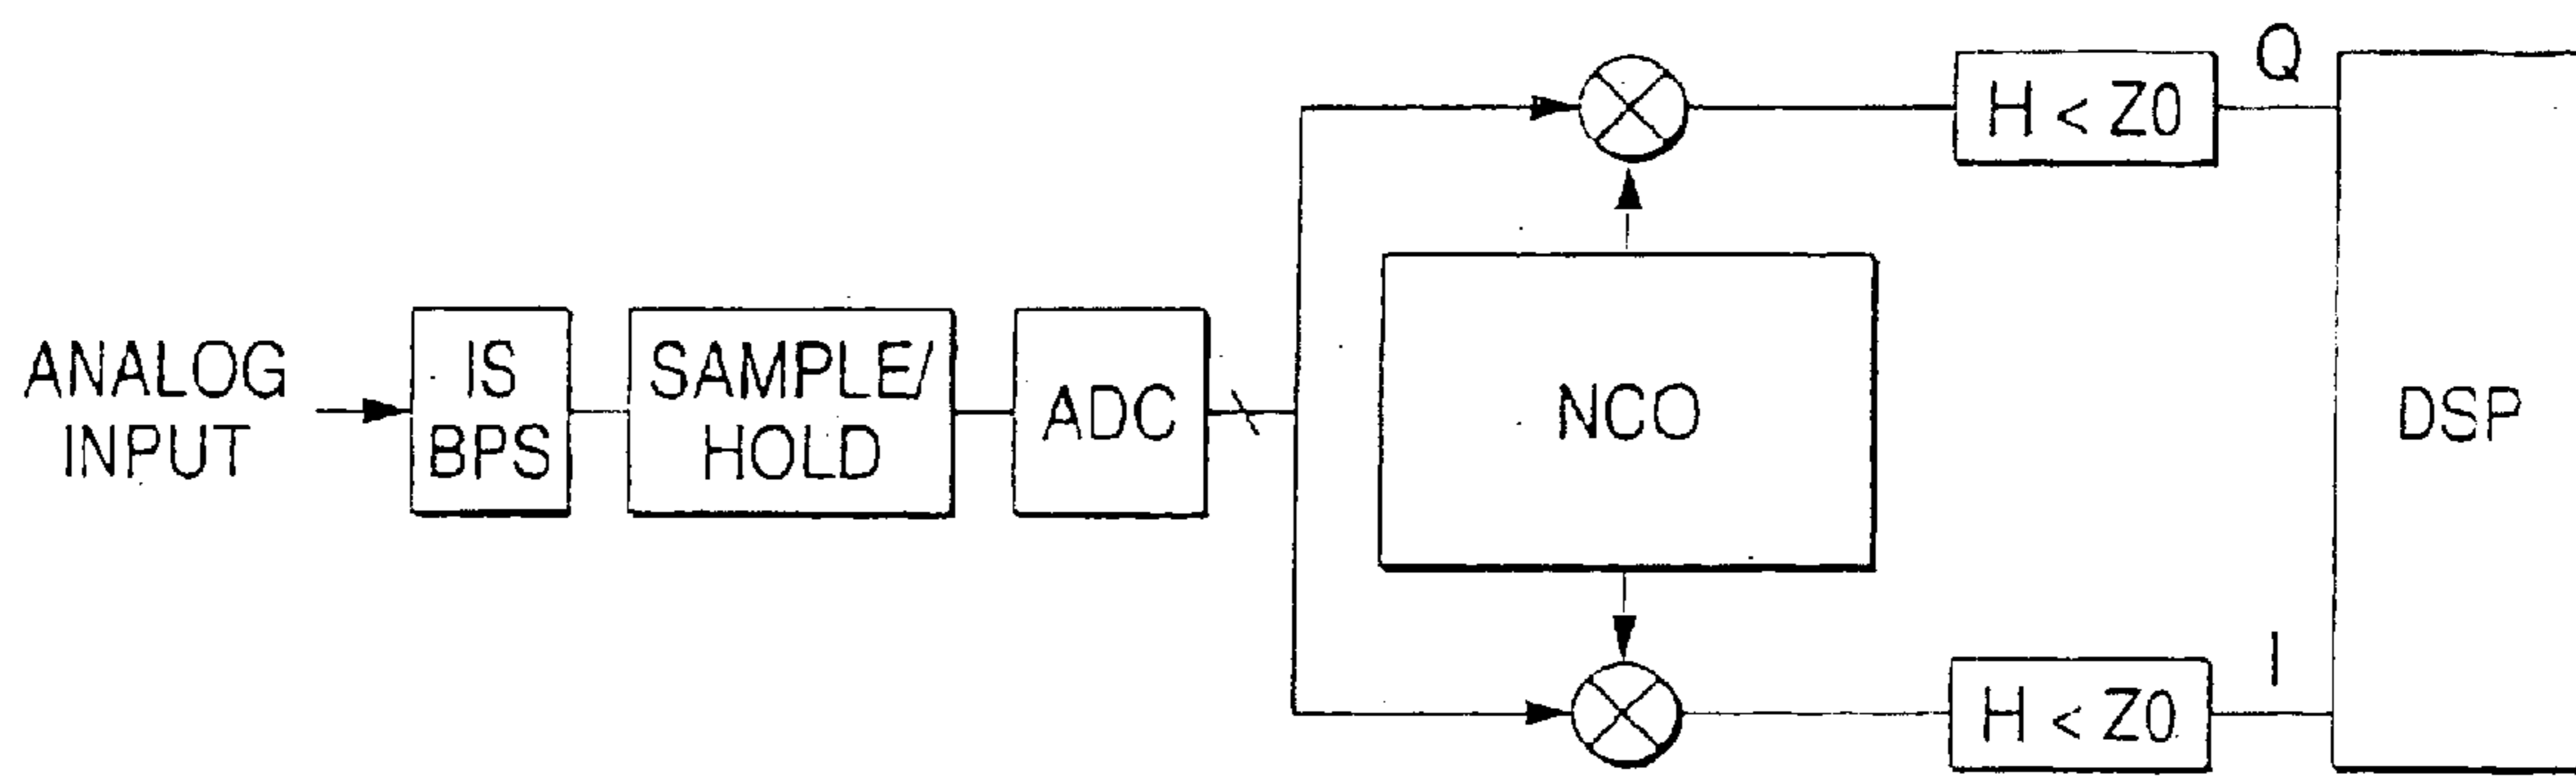 ANALOG
INPUT
IS
BPS
SAMPLE/
HOLD
ADC
NCO
H < Z0
Q
H < Z0
I
DSP